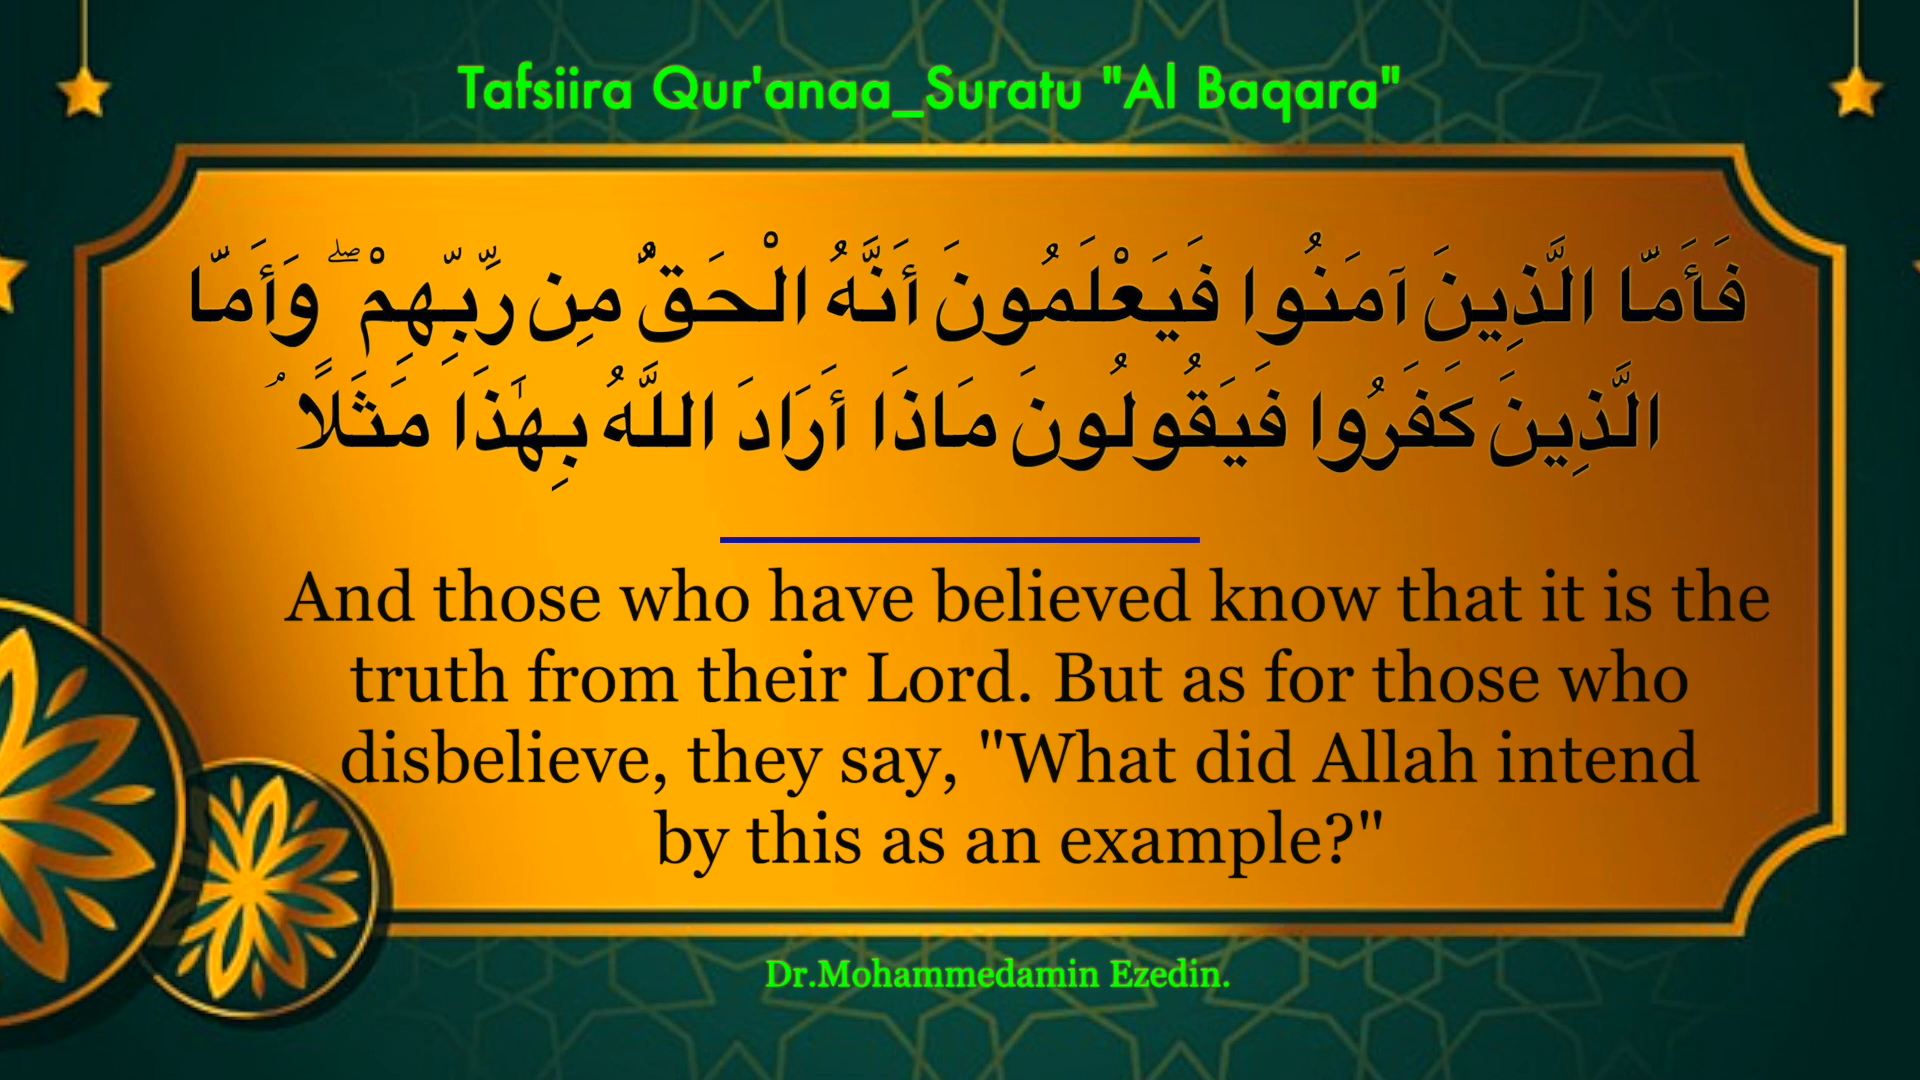 Tafsiira Qur'anaa_Suratu "Al Baqara"
فَأَمَّا الَّذِينَ آمَنُوا فَيَعْلَمُونَ أَنَّهُ الْحَقُّ مِن رَّبِّهِمْ ۖ وَأَمَّا
الَّذِينَ كَفَرُوا فَيَقُولُونَ مَاذَا أَرَادَ اللَّهُ بِهَٰذَا مَثَلًا ۘ
And those who have believed know that it is the
truth from their Lord. But as for those who
disbelieve, they say, "What did Allah intend
by this as an example?"
Dr.Mohammedamin Ezedin.